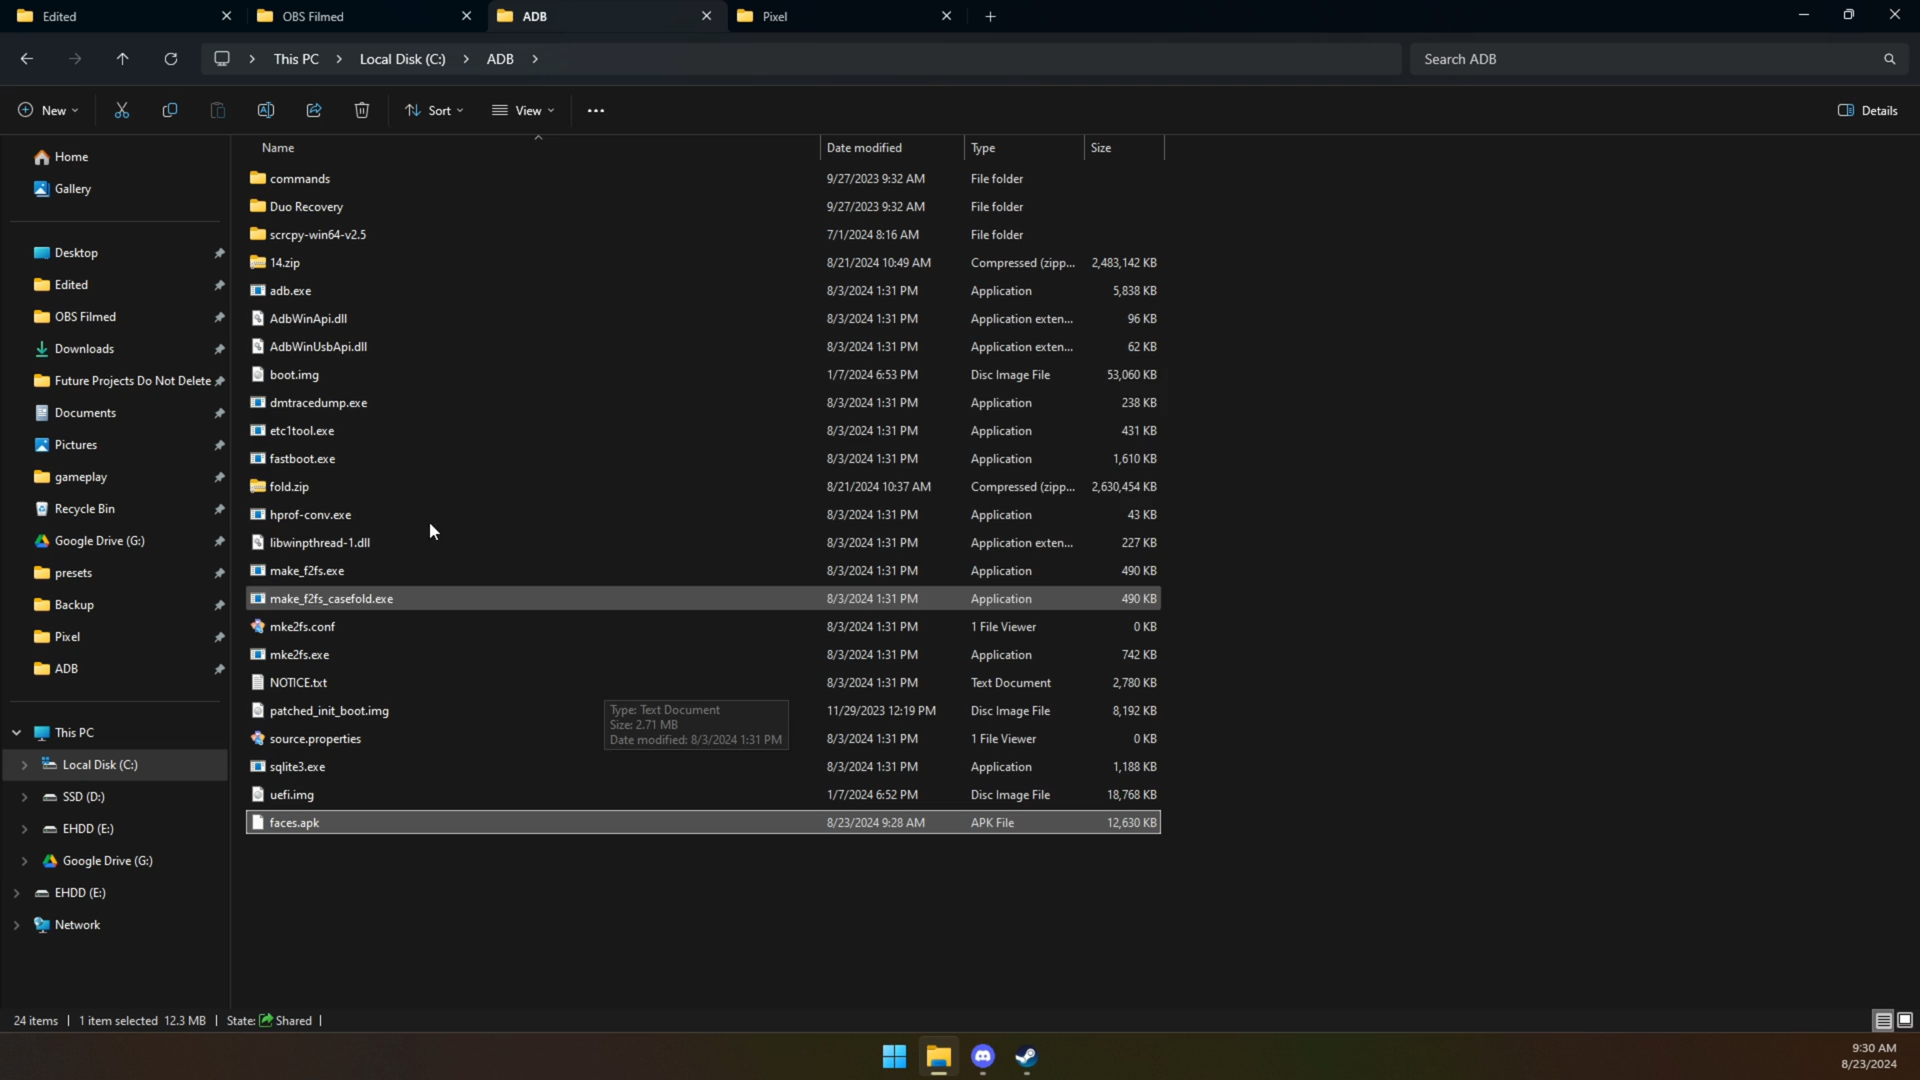 Edited
OBS Filmed
ADB
Pixel
This PC
Local Disk (C:)
ADB
Search ADB
New
Sort
View
Details
Name
Date modified
Type
Size
Home
Gallery
Desktop
Edited
OBS Filmed
Downloads
Future Projects Do Not Delete
Documents
Pictures
gameplay
Recycle Bin
Google Drive (G:)
presets
Backup
Pixel
ADB
This PC
Local Disk (C:)
SSD (D:)
EHDD (E:)
Google Drive (G:)
EHDD (E:)
Network
commands 9/27/2023 9:32 AM File folder
Duo Recovery 9/27/2023 9:32 AM File folder
scrcpy-win64-v2.5 7/1/2024 8:16 AM File folder
14.zip 8/21/2024 10:49 AM Compressed (zipp... 2,483,142 KB
adb.exe 8/3/2024 1:31 PM Application 5,838 KB
AdbWinApi.dll 8/3/2024 1:31 PM Application exten... 96 KB
AdbWinUsbApi.dll 8/3/2024 1:31 PM Application exten... 62 KB
boot.img 1/7/2024 6:53 PM Disc Image File 53,060 KB
dmtracedump.exe 8/3/2024 1:31 PM Application 238 KB
etc1tool.exe 8/3/2024 1:31 PM Application 431 KB
fastboot.exe 8/3/2024 1:31 PM Application 1,610 KB
fold.zip 8/21/2024 10:37 AM Compressed (zipp... 2,630,454 KB
hprof-conv.exe 8/3/2024 1:31 PM Application 43 KB
libwinpthread-1.dll 8/3/2024 1:31 PM Application exten... 227 KB
make_f2fs.exe 8/3/2024 1:31 PM Application 490 KB
make_f2fs_casefold.exe 8/3/2024 1:31 PM Application 490 KB
mke2fs.conf 8/3/2024 1:31 PM 1 File Viewer 0 KB
mke2fs.exe 8/3/2024 1:31 PM Application 742 KB
NOTICE.txt 8/3/2024 1:31 PM Text Document 2,780 KB
patched_init_boot.img 11/29/2023 12:19 PM Disc Image File 8,192 KB
source.properties 8/3/2024 1:31 PM 1 File Viewer 0 KB
sqlite3.exe 8/3/2024 1:31 PM Application 1,188 KB
uefi.img 1/7/2024 6:52 PM Disc Image File 18,768 KB
faces.apk 8/23/2024 9:28 AM APK File 12,630 KB
Type: Text Document
Size: 2.71 MB
Date modified: 8/3/2024 1:31 PM
24 items | 1 item selected 12.3 MB | State: Shared |
9:30 AM
8/23/2024